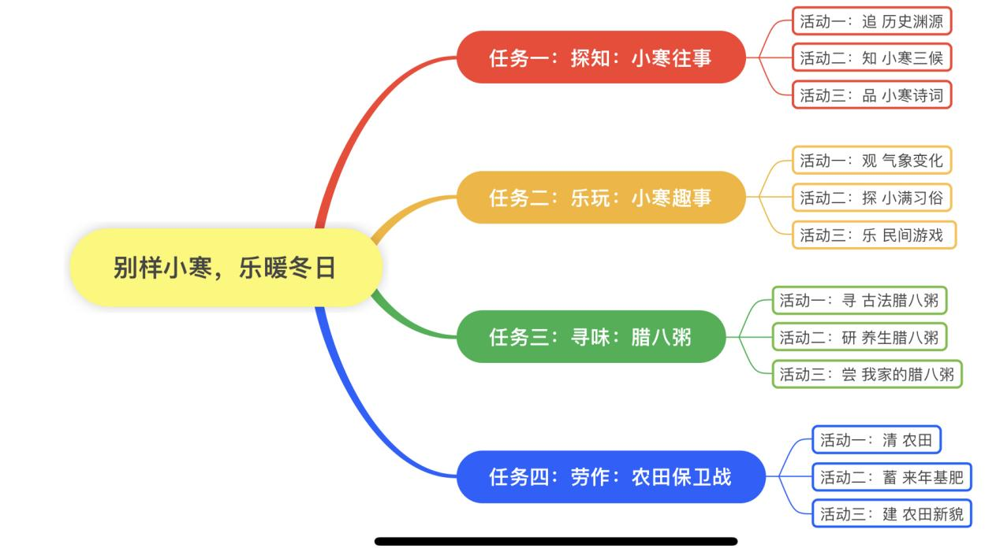 任务一：探知：小寒往事
活动一：追 历史渊源
活动二：知 小寒三候
活动三：品 小寒诗词
任务二：乐玩：小寒趣事
活动一：观 气象变化
活动二：探 小满习俗
活动三：乐 民间游戏
别样小寒，乐暖冬日
任务三：寻味：腊八粥
活动一：寻 古法腊八粥
活动二：研 养生腊八粥
活动三：尝 我家的腊八粥
任务四：劳作：农田保卫战
活动一：清 农田
活动二：蓄 来年基肥
活动三：建 农田新貌